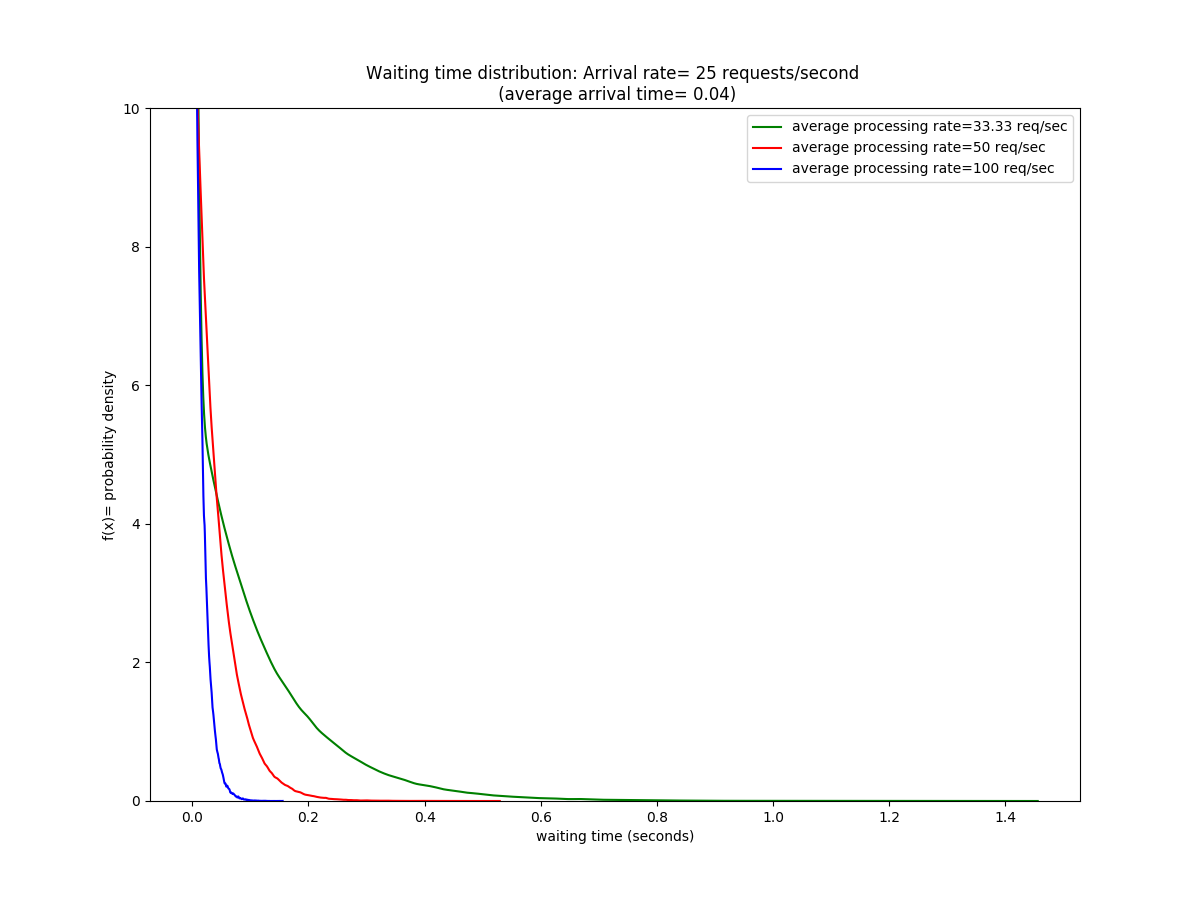 Waiting time distribution: Arrival rate= 25 requests/second
(average arrival time= 0.04)
average processing rate=33.33 req/sec
average processing rate=50 req/sec
average processing rate=100 req/sec
f(x)= probability density
10
8
6
4
2
0
0.0 0.2 0.4 0.6 0.8 1.0 1.2 1.4
waiting time (seconds)